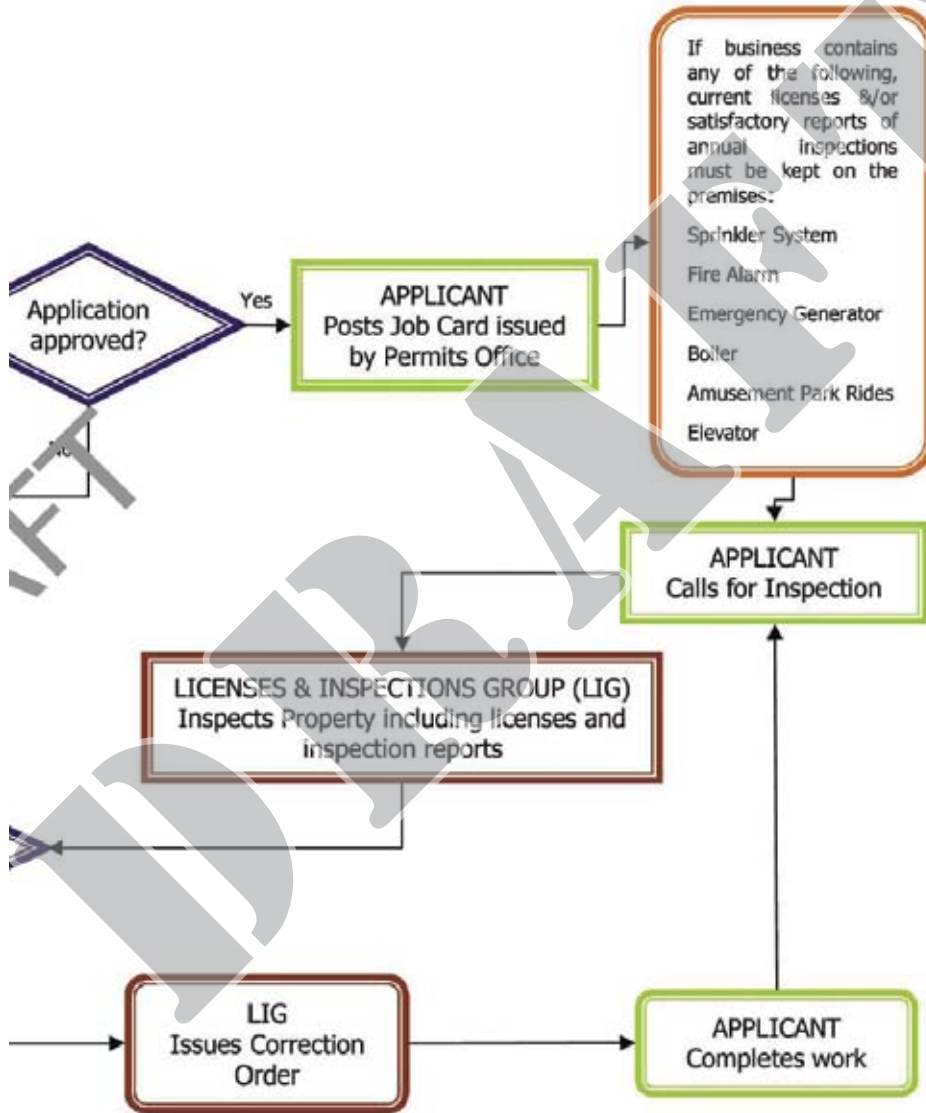 If business contains
any of the following,
current licenses &/or
satisfactory reports of
annual inspections
must be kept on the
premises:
Sprinkler System
Fire Alarm
Emergency Generator
Boiler
Amusement Park Rides
Elevator
Application
approved?
Yes
No
APPLICANT
Posts Job Card issued
by Permits Office
APPLICANT
Calls for Inspection
LICENSES & INSPECTIONS GROUP (LIG)
Inspects Property including licenses and
inspection reports
LIG
Issues Correction
Order
APPLICANT
Completes work
DRAFT